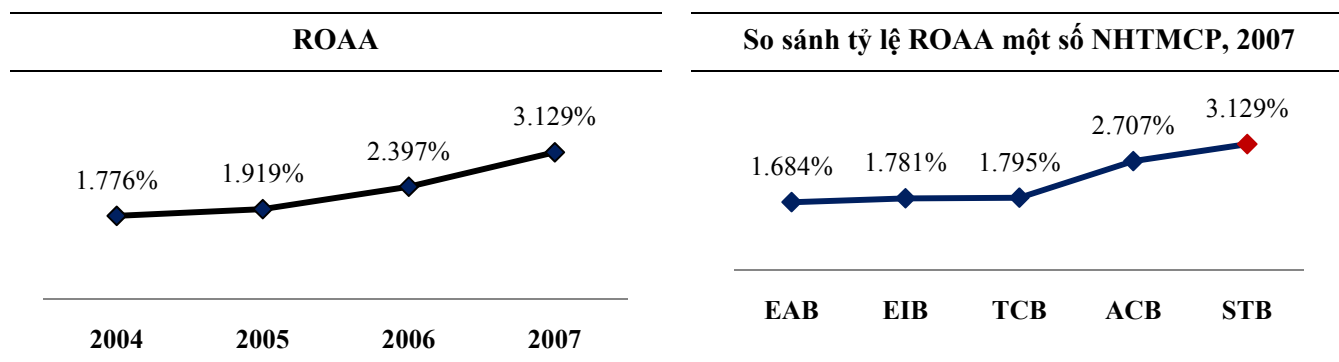 ROAA
3.129%
2.397%
1.919%
1.776%
2004 2005 2006 2007
So sánh tỷ lệ ROAA một số NHTMCP, 2007
3.129%
2.707%
1.684% 1.781% 1.795%
EAB EIB TCB ACB STB